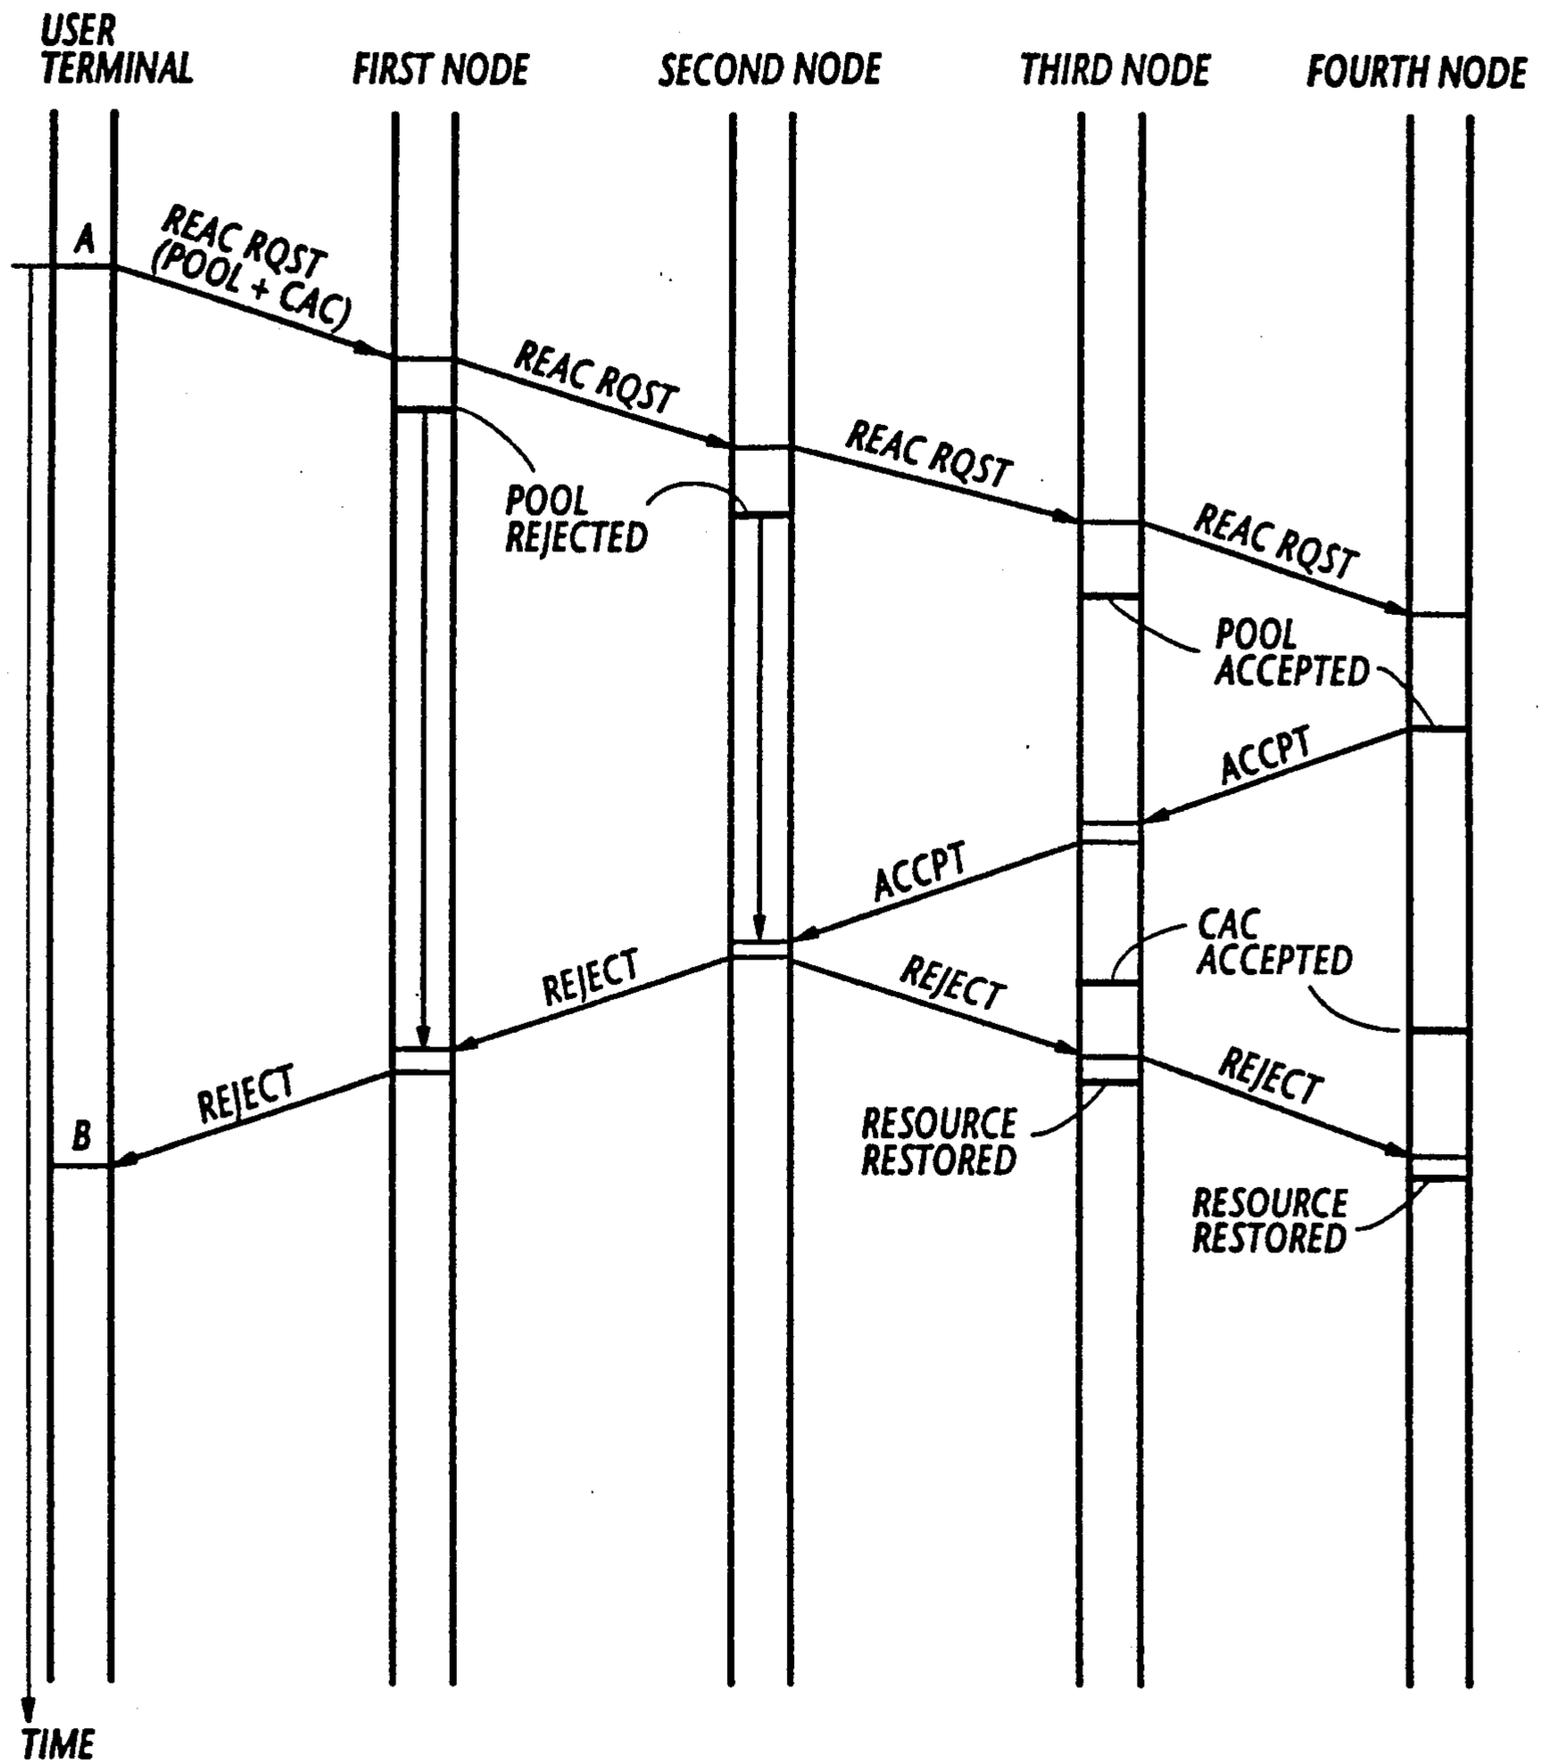 USER
TERMINAL
FIRST NODE
SECOND NODE
THIRD NODE
FOURTH NODE
A
REAC RQST
(POOL + CAC)
REAC RQST
REAC RQST
REAC RQST
POOL
REJECTED
POOL
ACCEPTED
ACCPT
ACCPT
CAC
ACCEPTED
REJECT
REJECT
REJECT
REJECT
B
RESOURCE
RESTORED
RESOURCE
RESTORED
TIME